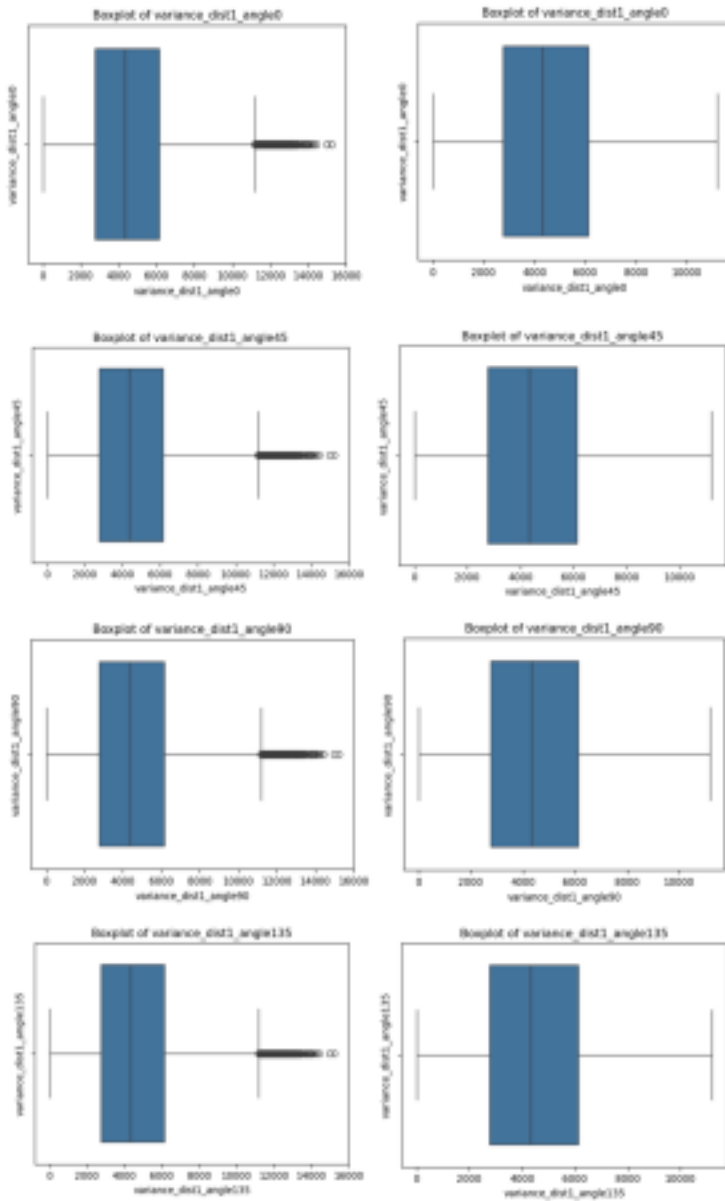 Boxplot of variance_dist1_angle0
variance_dist1_angle0
0 2000 4000 6000 8000 10000 12000 14000 16000
variance_dist1_angle0
Boxplot of variance_dist1_angle0
variance_dist1_angle0
0 2000 4000 6000 8000 10000
variance_dist1_angle0
Boxplot of variance_dist1_angle45
variance_dist1_angle45
0 2000 4000 6000 8000 10000 12000 14000 16000
variance_dist1_angle45
Boxplot of variance_dist1_angle45
variance_dist1_angle45
0 2000 4000 6000 8000 10000
variance_dist1_angle45
Boxplot of variance_dist1_angle90
variance_dist1_angle90
0 2000 4000 6000 8000 10000 12000 14000 16000
variance_dist1_angle90
Boxplot of variance_dist1_angle90
variance_dist1_angle90
0 2000 4000 6000 8000 10000
variance_dist1_angle90
Boxplot of variance_dist1_angle135
variance_dist1_angle135
0 2000 4000 6000 8000 10000 12000 14000 16000
variance_dist1_angle135
Boxplot of variance_dist1_angle135
variance_dist1_angle135
0 2000 4000 6000 8000 10000
variance_dist1_angle135